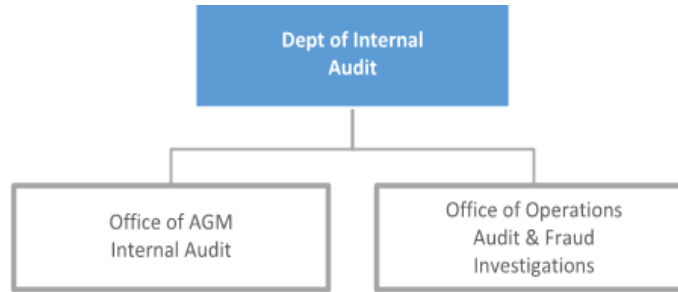 Dept of Internal
Audit
Office of AGM
Internal Audit
Office of Operations
Audit & Fraud
Investigations